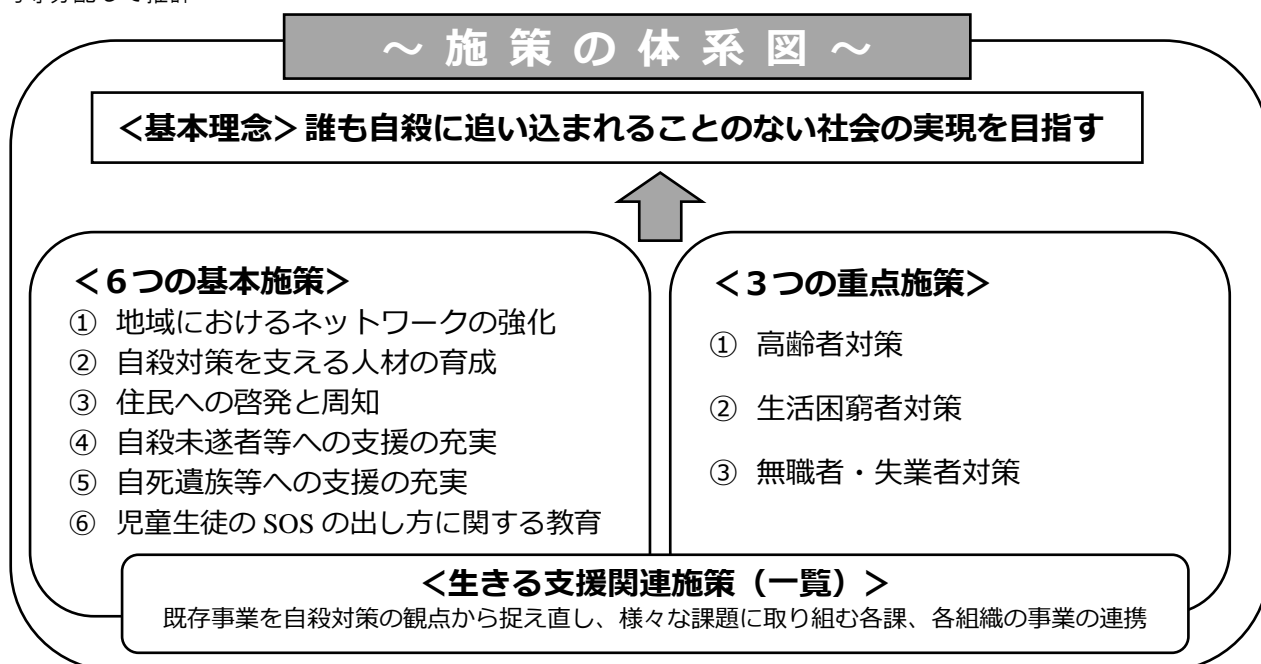 ～ 施 策 の 体 系 図 ～
＜基本理念＞誰も自殺に追い込まれることのない社会の実現を目指す
＜６つの基本施策＞
① 地域におけるネットワークの強化
② 自殺対策を支える人材の育成
③ 住民への啓発と周知
④ 自殺未遂者等への支援の充実
⑤ 自死遺族等への支援の充実
⑥ 児童生徒の SOS の出し方に関する教育
＜３つの重点施策＞
① 高齢者対策
② 生活困窮者対策
③ 無職者・失業者対策
＜生きる支援関連施策（一覧）＞
既存事業を自殺対策の観点から捉え直し、様々な課題に取り組む各課、各組織の事業の連携